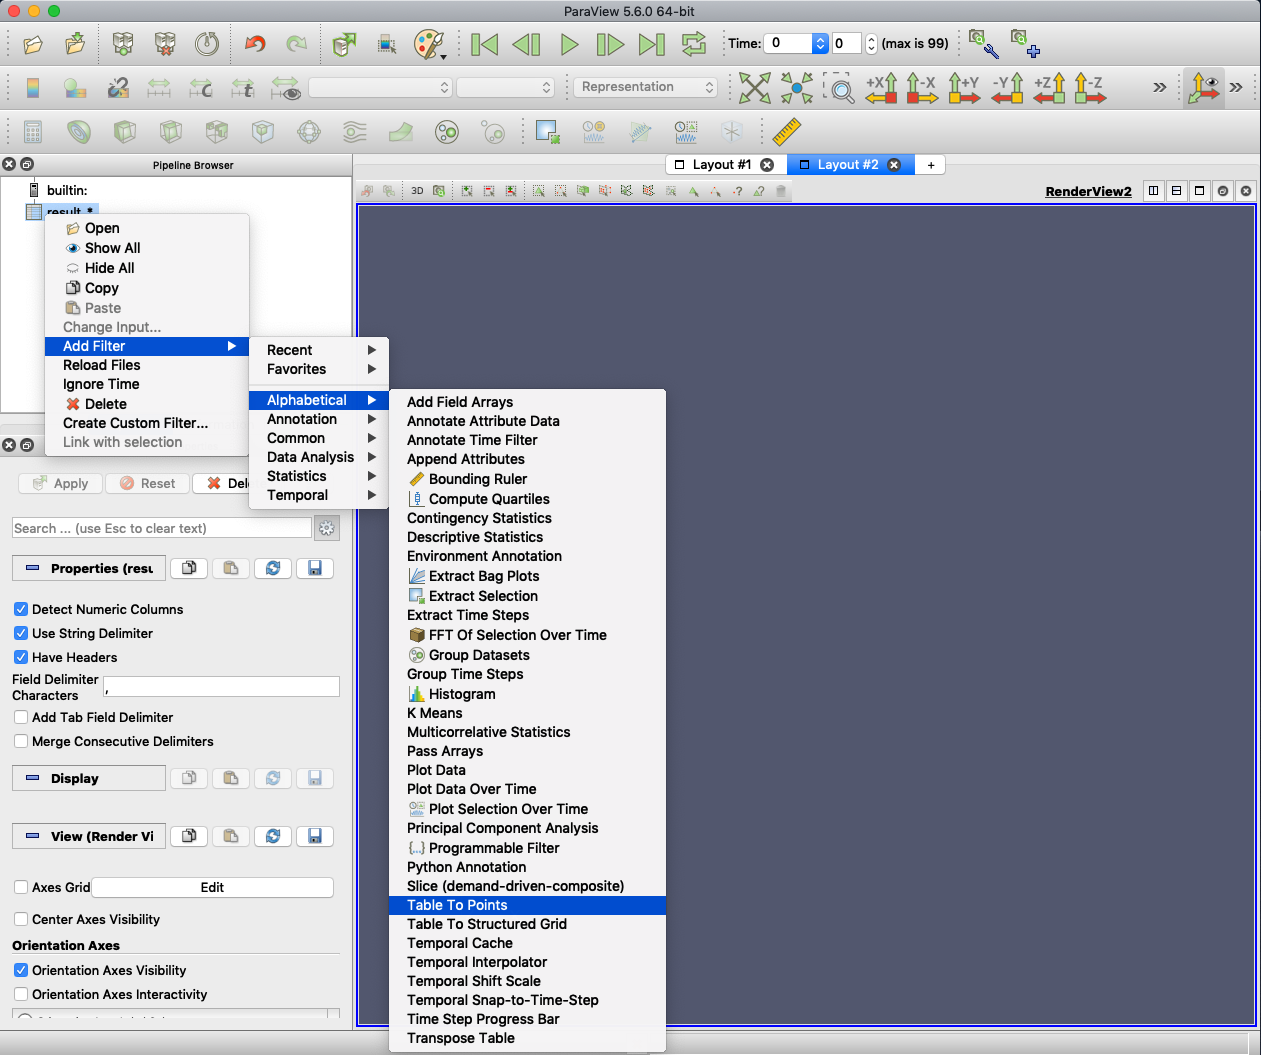 ParaView 5.6.0 64-bit
Time: 0 0 (max is 99)
Representation
+X -X +Y -Y +Z -Z
Pipeline Browser
Layout #1 Layout #2 +
builtin:
3D
RenderView2
result *
Open
Show All
Hide All
Copy
Paste
Change Input...
Add Filter
Reload Files
Ignore Time
Delete
Create Custom Filter...
Link with selection
Recent
Favorites
Alphabetical
Annotation
Common
Data Analysis
Statistics
Temporal
Add Field Arrays
Annotate Attribute Data
Annotate Time Filter
Append Attributes
Bounding Ruler
Compute Quartiles
Contingency Statistics
Descriptive Statistics
Environment Annotation
Extract Bag Plots
Extract Selection
Extract Time Steps
FFT Of Selection Over Time
Group Datasets
Group Time Steps
Histogram
K Means
Multicorrelative Statistics
Pass Arrays
Plot Data
Plot Data Over Time
Plot Selection Over Time
Principal Component Analysis
Programmable Filter
Python Annotation
Slice (demand-driven-composite)
Table To Points
Table To Structured Grid
Temporal Cache
Temporal Interpolator
Temporal Shift Scale
Temporal Snap-to-Time-Step
Time Step Progress Bar
Transpose Table
Apply Reset Del
Search ... (use Esc to clear text)
Properties (resu
Detect Numeric Columns
Use String Delimiter
Have Headers
Field Delimiter
Characters ,
Add Tab Field Delimiter
Merge Consecutive Delimiters
Display
View (Render Vi
Axes Grid Edit
Center Axes Visibility
Orientation Axes
Orientation Axes Visibility
Orientation Axes Interactivity